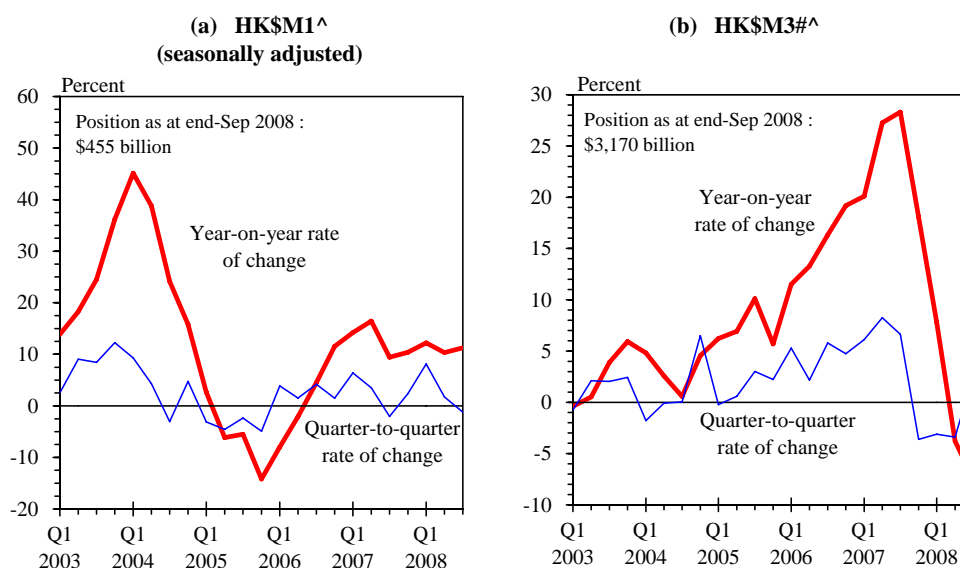 (a) HK$M1^
(seasonally adjusted)
Percent
60
50
40
30
20
10
0
-10
-20
Position as at end-Sep 2008 :
$455 billion
Year-on-year rate
of change
Quarter-to-quarter
rate of change
Q1 Q1 Q1 Q1 Q1 Q1
2003 2004 2005 2006 2007 2008
(b) HK$M3#^
Percent
30
25
20
15
10
5
0
-5
-10
Position as at end-Sep 2008 :
$3,170 billion
Year-on-year
rate of change
Quarter-to-quarter
rate of change
Q1 Q1 Q1 Q1 Q1 Q1
2003 2004 2005 2006 2007 2008